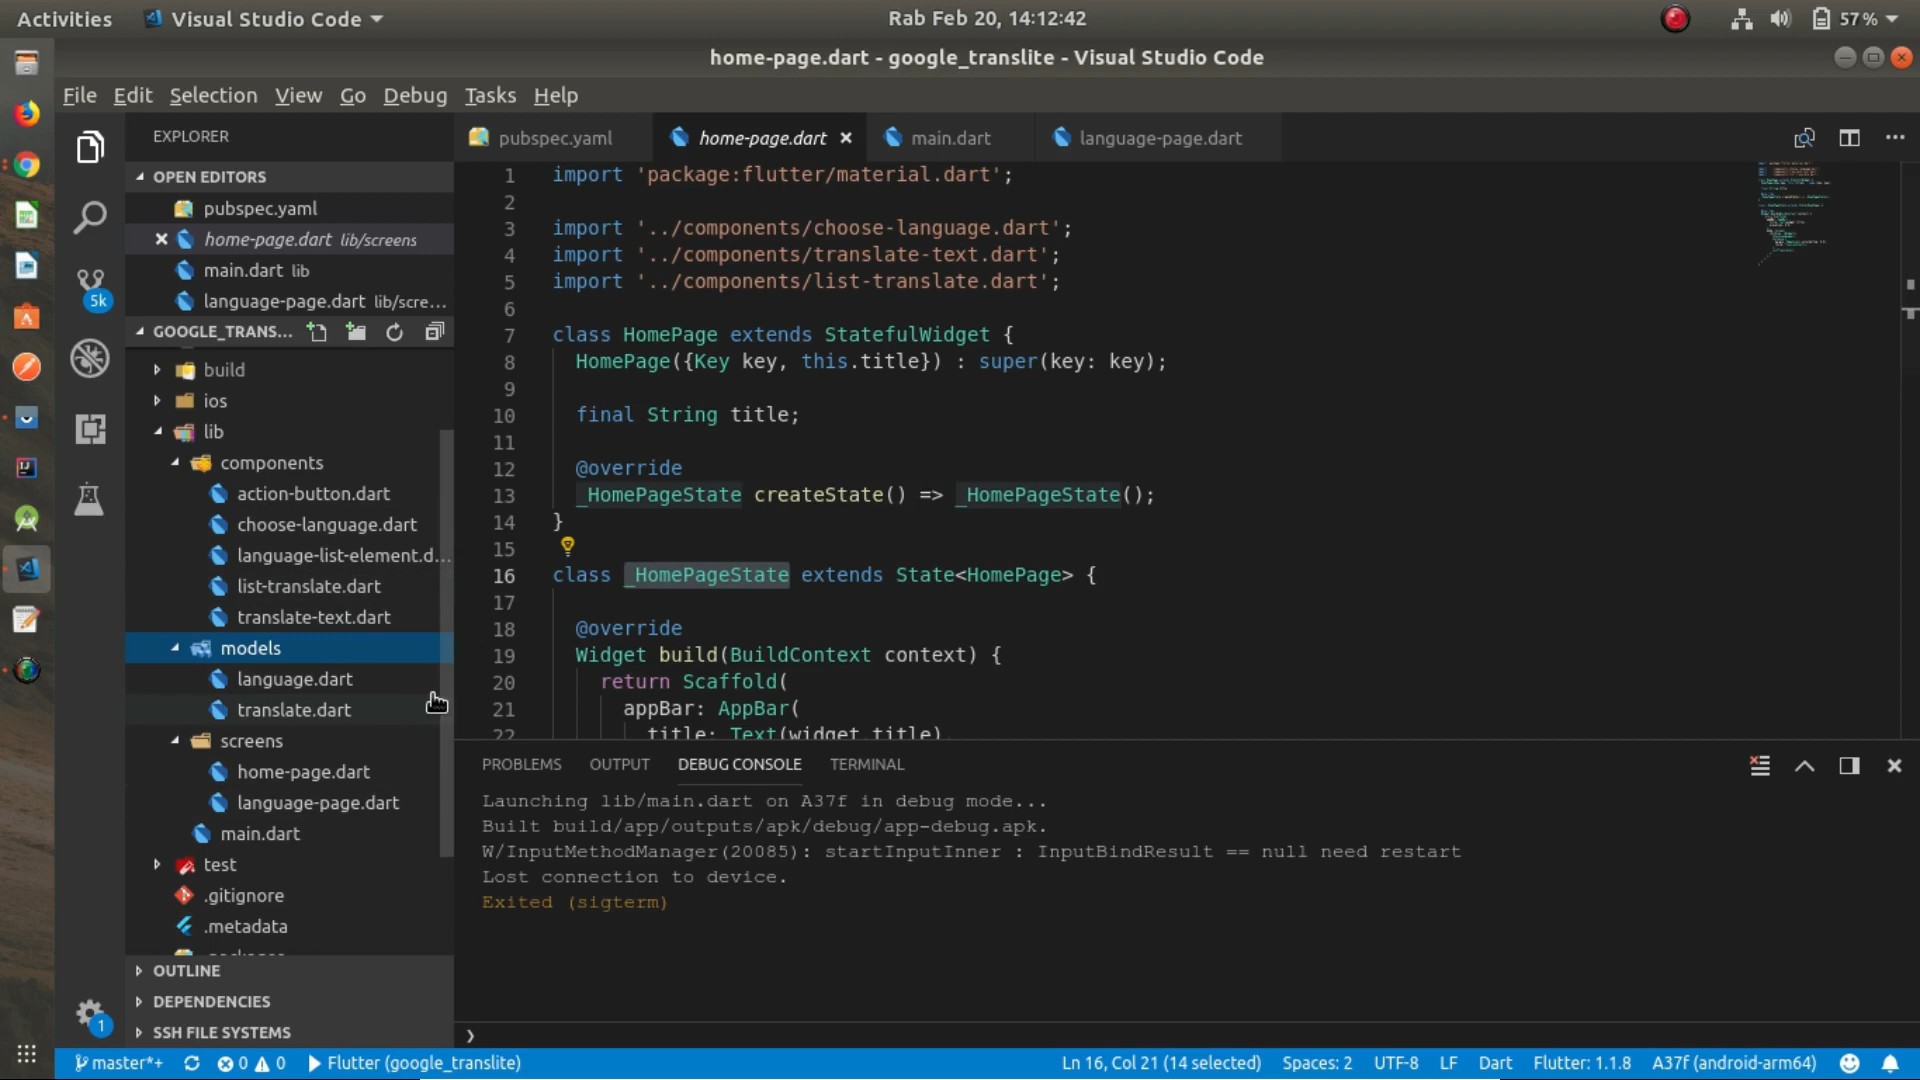 Activities
Visual Studio Code
Rab Feb 20, 14:12:42
57 %
home-page.dart - google_translite - Visual Studio Code
File Edit Selection View Go Debug Tasks Help
EXPLORER
OPEN EDITORS
pubspec.yaml
home-page.dart lib/screens
main.dart lib
language-page.dart lib/scre...
5k
GOOGLE_TRANS...
build
ios
lib
components
action-button.dart
choose-language.dart
language-list-element.d...
list-translate.dart
translate-text.dart
models
language.dart
translate.dart
screens
home-page.dart
language-page.dart
main.dart
test
.gitignore
.metadata
OUTLINE
DEPENDENCIES
SSH FILE SYSTEMS
1
pubspec.yaml
home-page.dart
main.dart
language-page.dart
1 import 'package:flutter/material.dart';
2
3 import '../components/choose-language.dart';
4 import '../components/translate-text.dart';
5 import '../components/list-translate.dart';
6
7 class HomePage extends StatefulWidget {
8 HomePage({Key key, this.title}) : super(key: key);
9
10 final String title;
11
12 @override
13 _HomePageState createState() => _HomePageState();
14 }
15
16 class _HomePageState extends State<HomePage> {
17
18 @override
19 Widget build(BuildContext context) {
20 return Scaffold(
21 appBar: AppBar(
22 title: Text(widget.title),
PROBLEMS OUTPUT DEBUG CONSOLE TERMINAL
Launching lib/main.dart on A37f in debug mode...
Built build/app/outputs/apk/debug/app-debug.apk.
W/InputMethodManager(20085): startInputInner : InputBindResult == null need restart
Lost connection to device.
Exited (sigterm)
master*+
0
0
Flutter (google_translite)
Ln 16, Col 21 (14 selected)
Spaces: 2
UTF-8
LF
Dart
Flutter: 1.1.8
A37f (android-arm64)